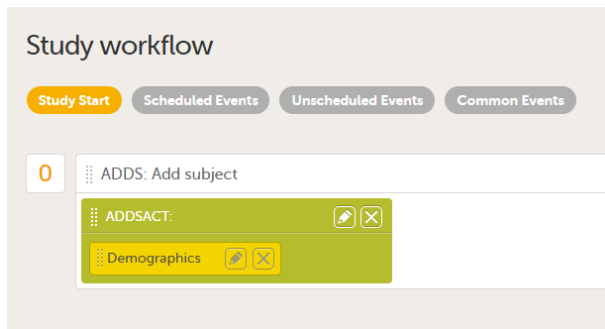 Study workflow
Study Start Scheduled Events Unscheduled Events Common Events
0 ADDS: Add subject
ADDSACT:
Demographics